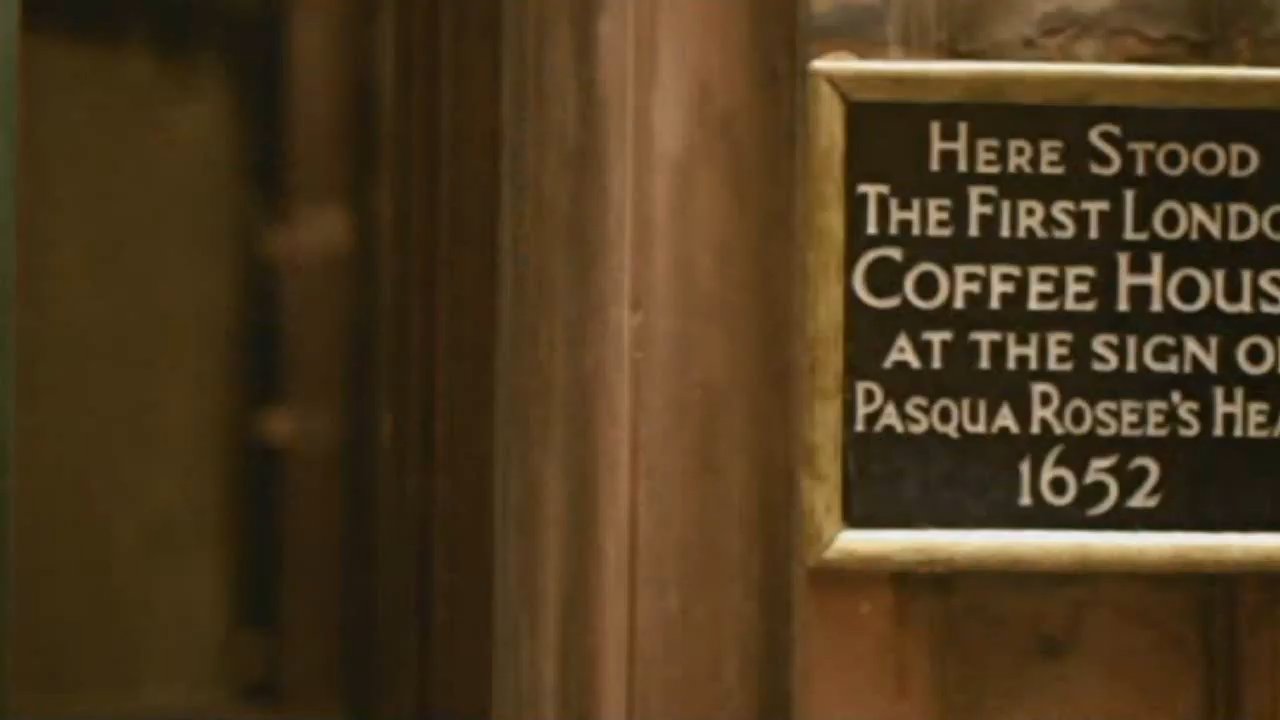 HERE STOOD
THE FIRST LONDO
COFFEE HOUS
AT THE SIGN O
PASQUA ROSEE'S HEA
1652